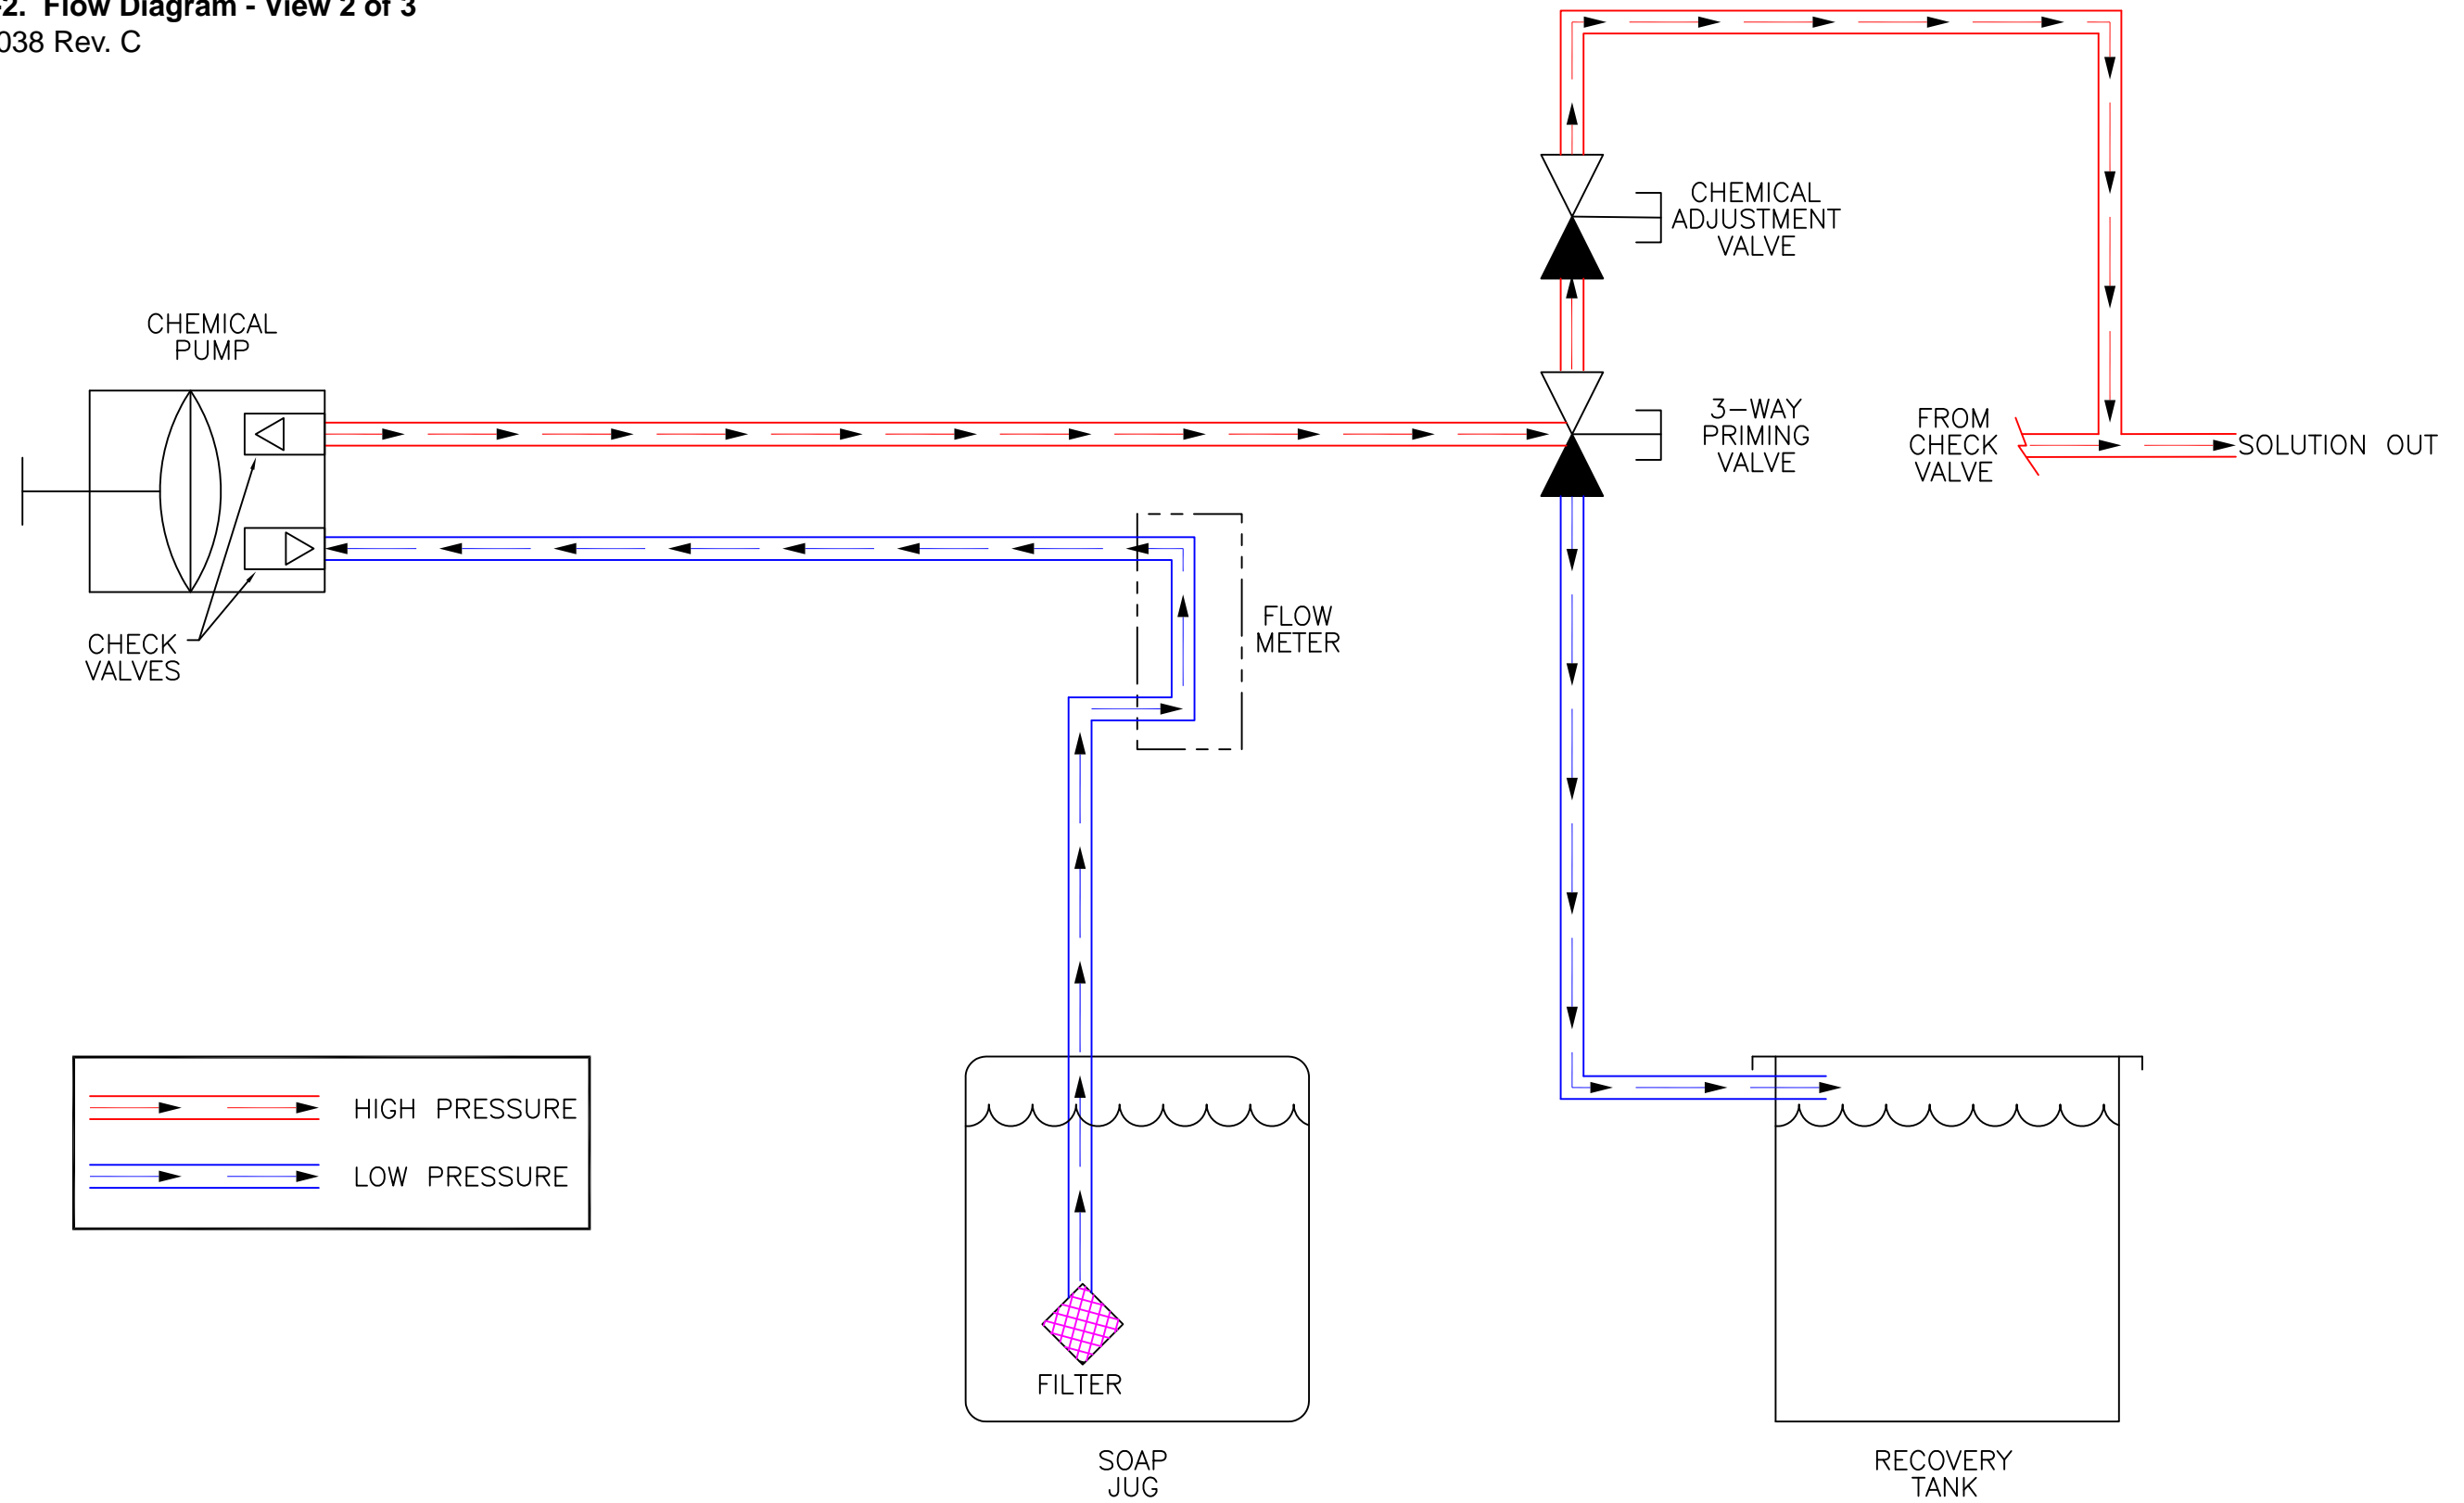 -2. Flow Diagram - View 2 of 3
038 Rev. C
CHEMICAL
ADJUSTMENT
VALVE
CHEMICAL
PUMP
3-WAY
PRIMING
VALVE
FROM
CHECK
VALVE
SOLUTION OUT
CHECK
VALVES
FLOW
METER
HIGH PRESSURE
LOW PRESSURE
FILTER
SOAP
JUG
RECOVERY
TANK